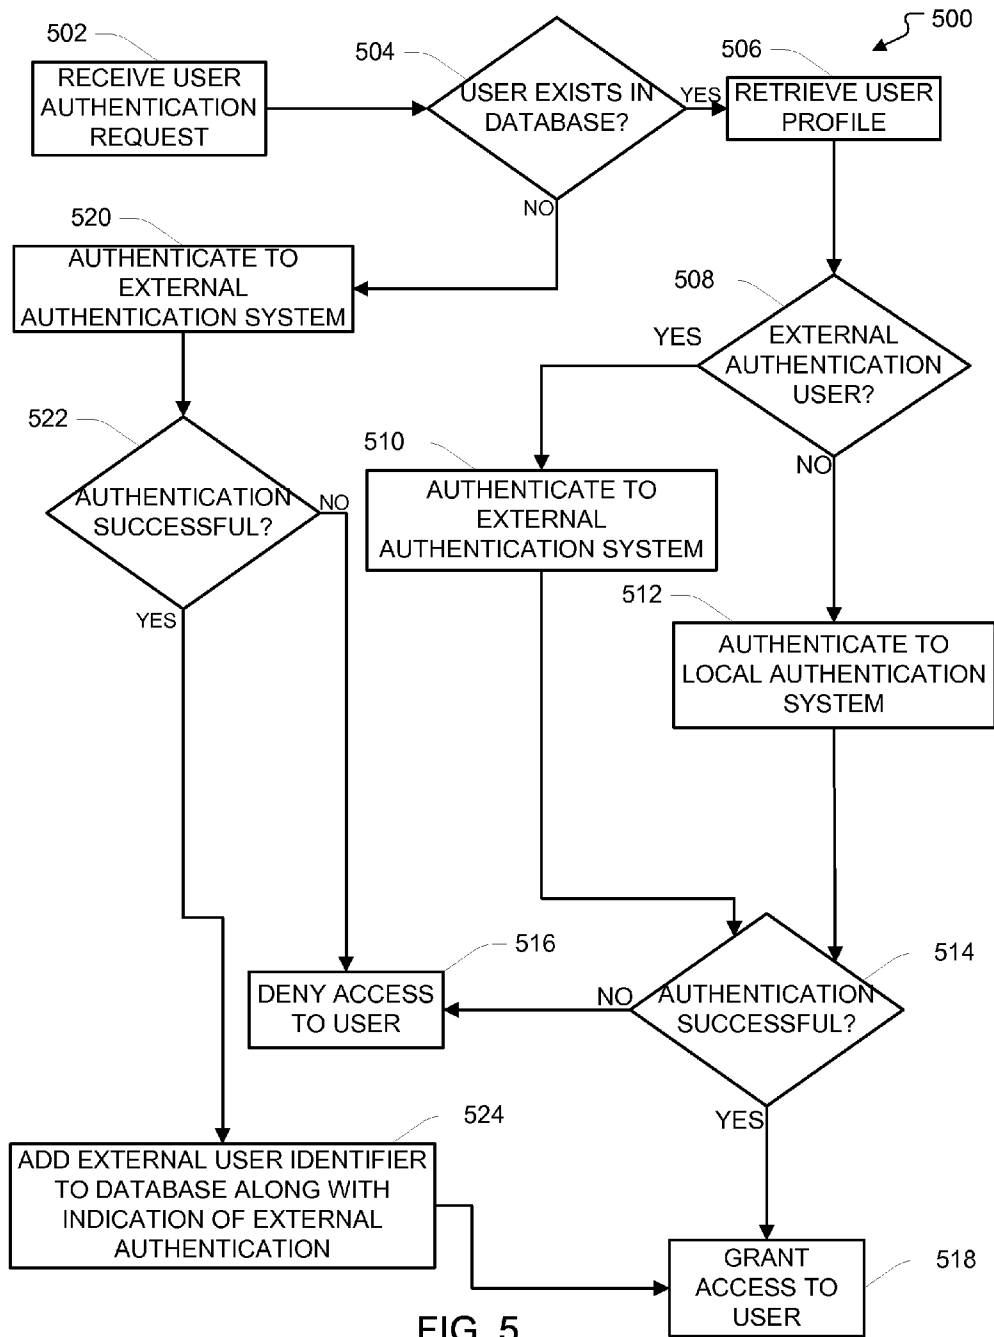 500
502
RECEIVE USER
AUTHENTICATION
REQUEST
504
USER EXISTS IN
DATABASE?
YES
NO
506
RETRIEVE USER
PROFILE
520
AUTHENTICATE TO
EXTERNAL
AUTHENTICATION SYSTEM
508
EXTERNAL
AUTHENTICATION
USER?
YES
NO
522
AUTHENTICATION
SUCCESSFUL?
NO
YES
510
AUTHENTICATE TO
EXTERNAL
AUTHENTICATION SYSTEM
512
AUTHENTICATE TO
LOCAL AUTHENTICATION
SYSTEM
516
DENY ACCESS
TO USER
514
AUTHENTICATION
SUCCESSFUL?
NO
YES
524
ADD EXTERNAL USER IDENTIFIER
TO DATABASE ALONG WITH
INDICATION OF EXTERNAL
AUTHENTICATION
518
GRANT
ACCESS TO
USER
FIG. 5